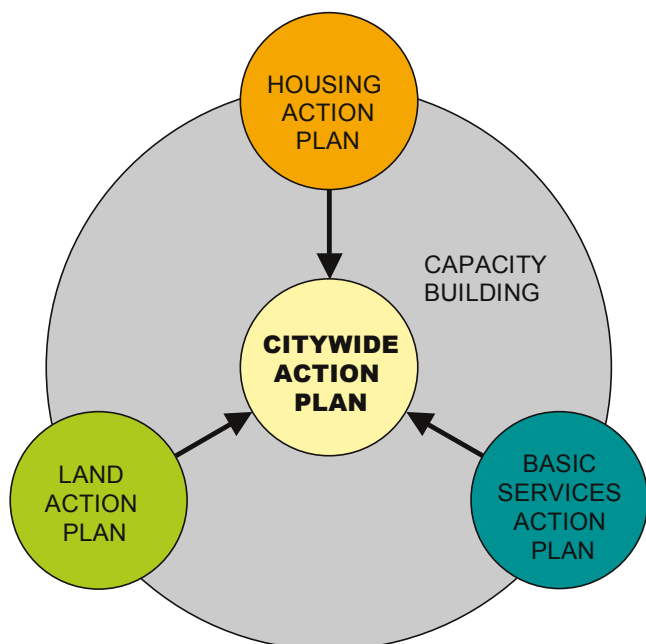 HOUSING
ACTION
PLAN
CAPACITY
BUILDING
CITYWIDE
ACTION
PLAN
LAND
ACTION
PLAN
BASIC
SERVICES
ACTION
PLAN